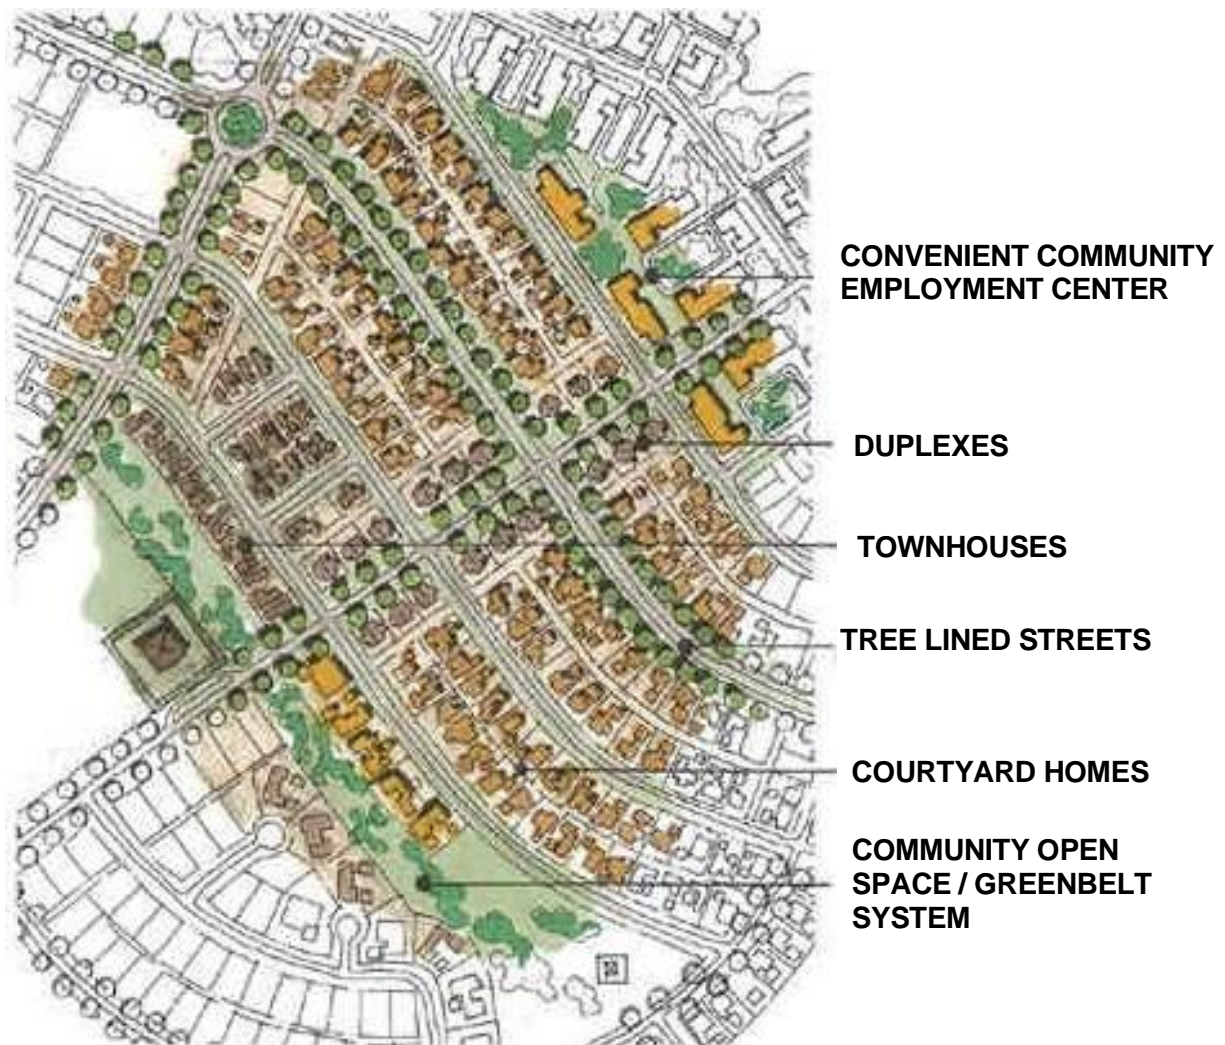 CONVENIENT COMMUNITY
EMPLOYMENT CENTER
DUPLEXES
TOWNHOUSES
TREE LINED STREETS
COURTYARD HOMES
COMMUNITY OPEN
SPACE / GREENBELT
SYSTEM